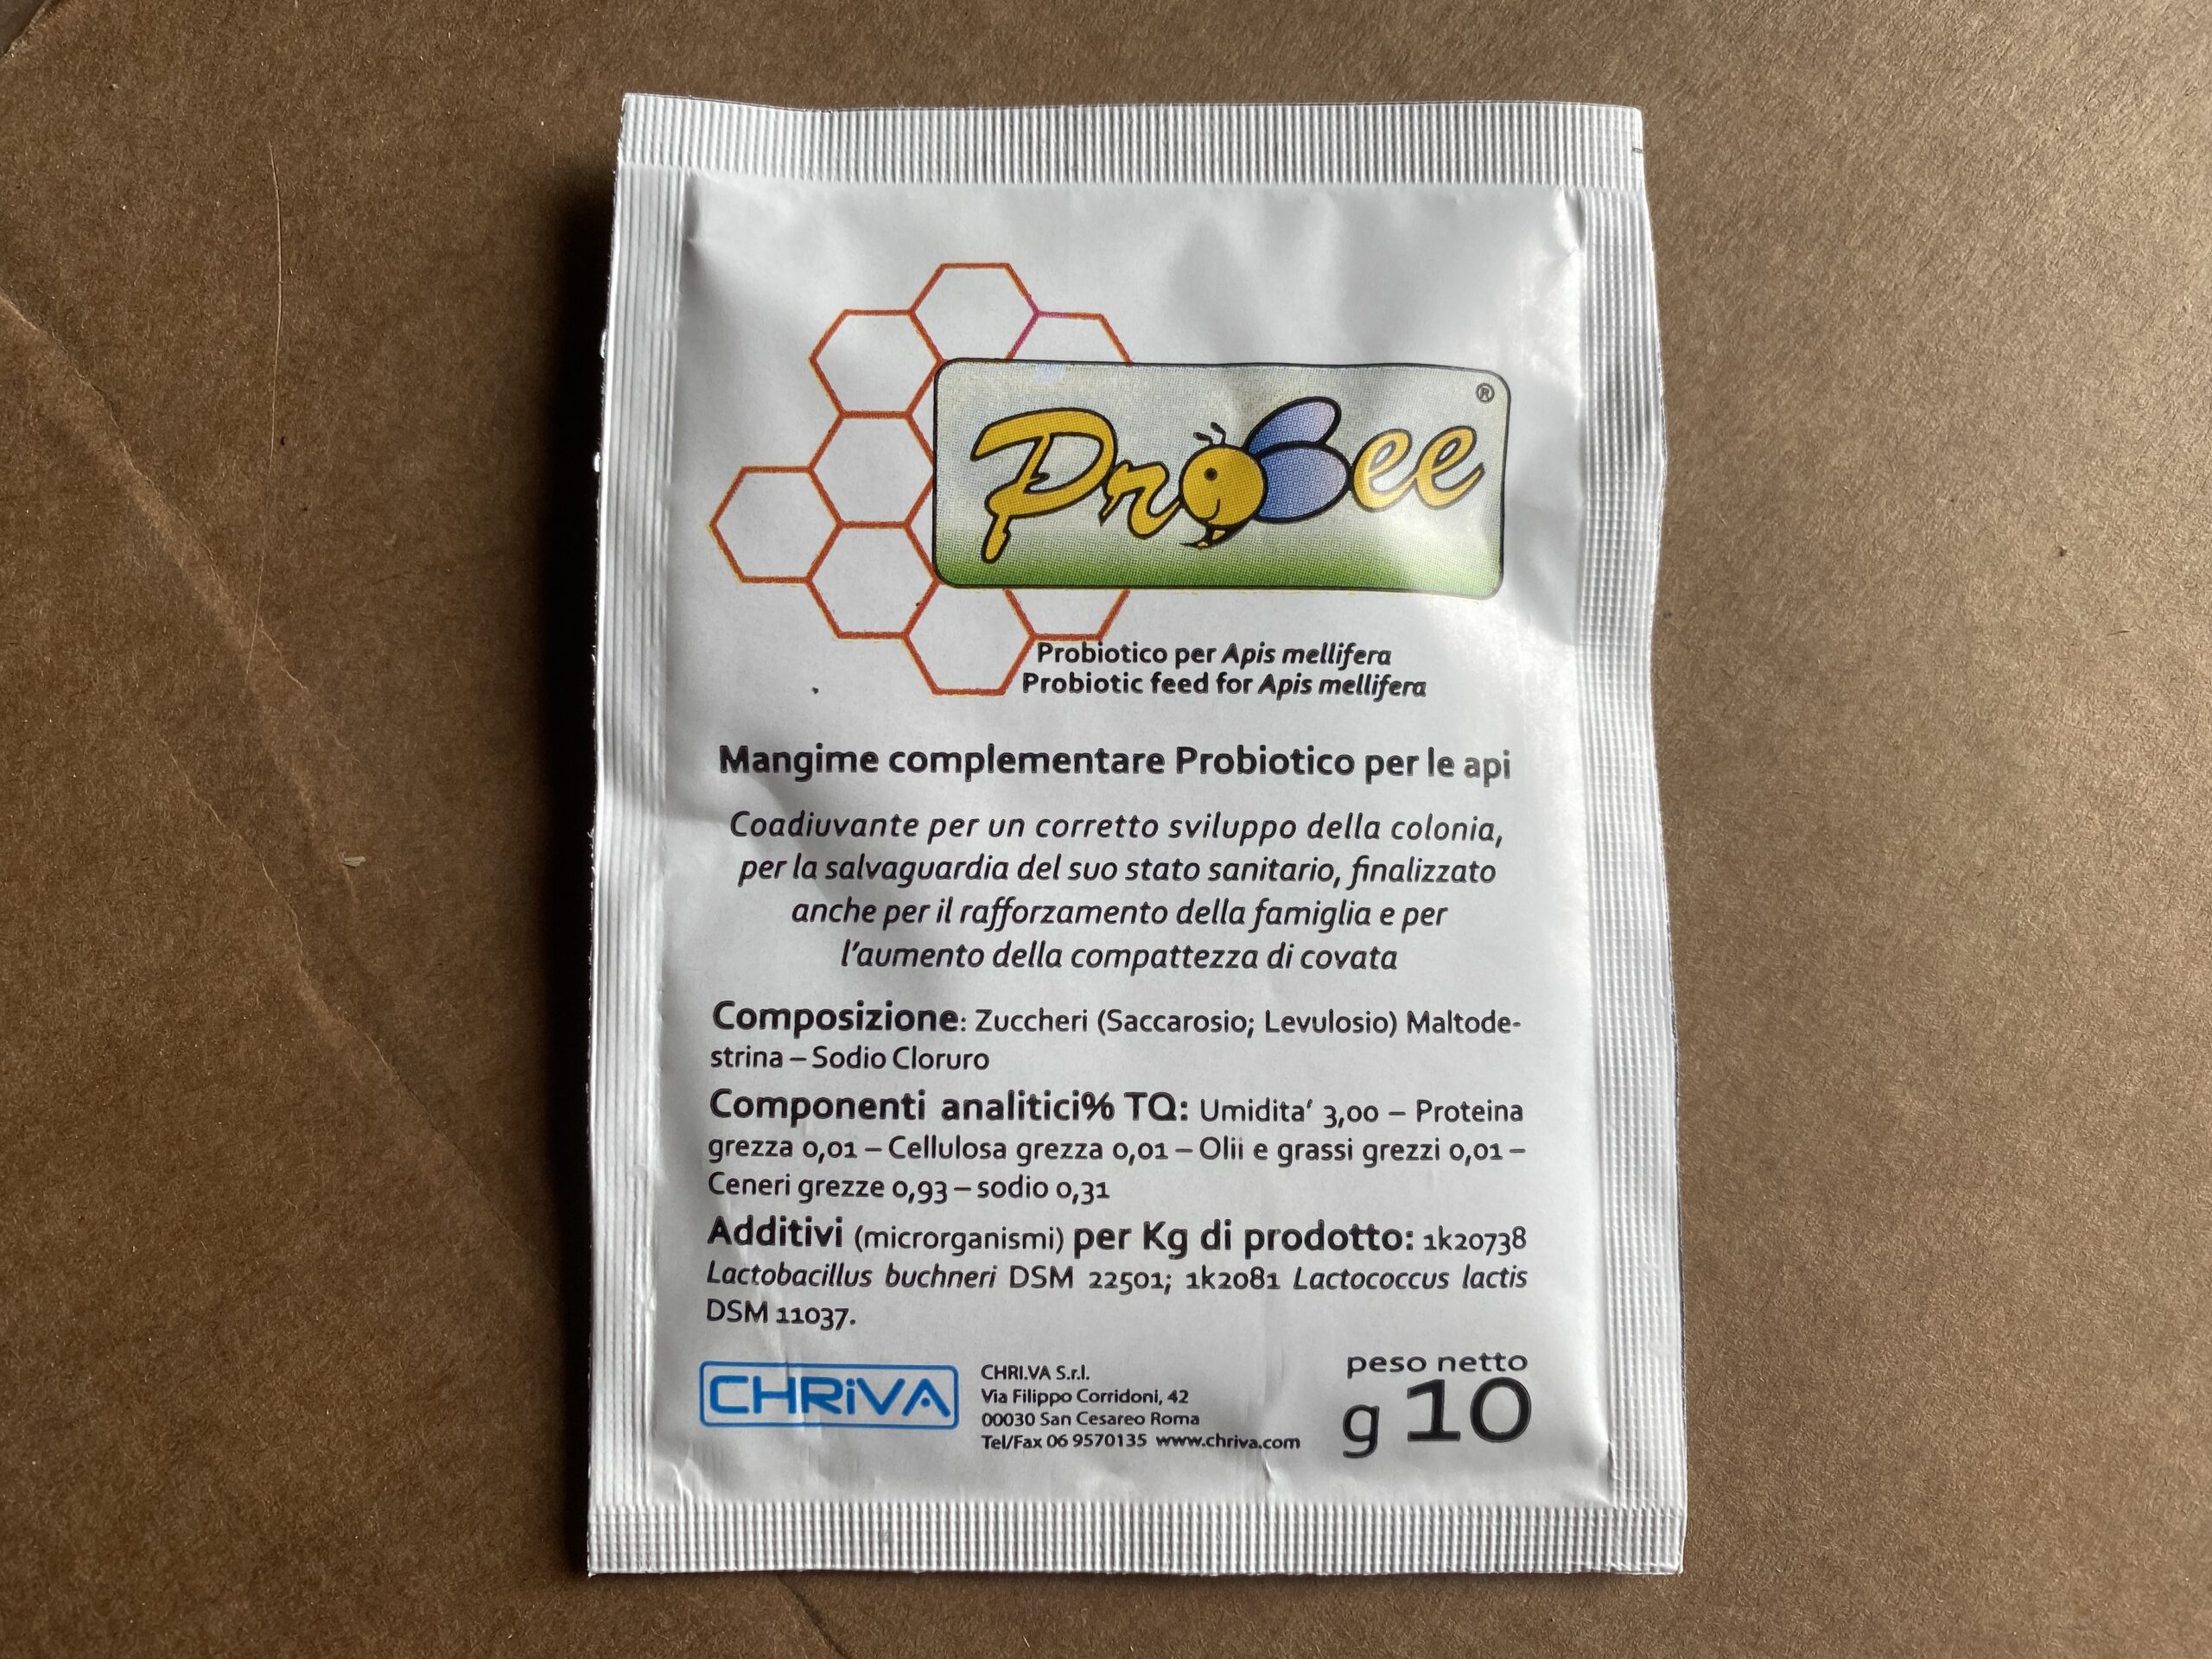 ProBee ®
Probiotico per Apis mellifera
Probiotic feed for Apis mellifera
Mangime complementare Probiotico per le api
Coadiuvante per un corretto sviluppo della colonia,
per la salvaguardia del suo stato sanitario, finalizzato
anche per il rafforzamento della famiglia e per
l'aumento della compattezza di covata
Composizione: Zuccheri (Saccarosio; Levulosio) Maltode-
strina – Sodio Cloruro
Componenti analitici% TQ: Umidita' 3,00 – Proteina
grezza 0,01 – Cellulosa grezza 0,01 – Olii e grassi grezzi 0,01 –
Ceneri grezze 0,93 – sodio 0,31
Additivi (microrganismi) per Kg di prodotto: 1k20738
Lactobacillus buchneri DSM 22501; 1k2081 Lactococcus lactis
DSM 11037.
CHRiVA
CHRI.VA S.r.l.
Via Filippo Corridoni, 42
00030 San Cesareo Roma
Tel/Fax 06 9570135 www.chriva.com
peso netto
g 10